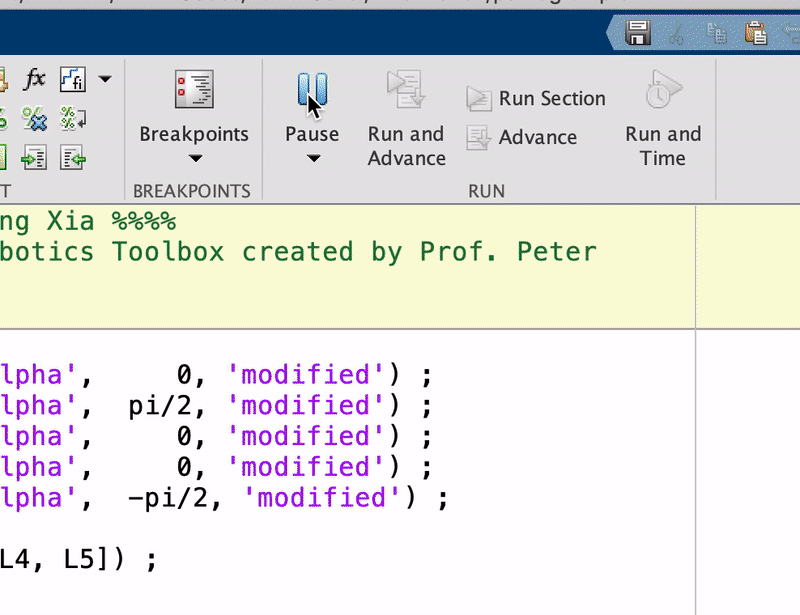 fx
fi
Breakpoints
Pause
Run and
Advance
Run Section
Advance
Run and
Time
T
BREAKPOINTS
RUN
ng Xia %%%%
botics Toolbox created by Prof. Peter
lpha', 0, 'modified') ;
lpha', pi/2, 'modified') ;
lpha', 0, 'modified') ;
lpha', 0, 'modified') ;
lpha', -pi/2, 'modified') ;
L4, L5]) ;